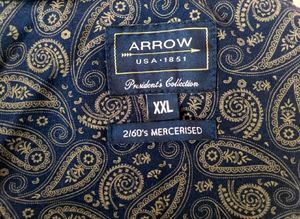 ARROW
USA • 1851
President's Collection
XXL
2/60's MERCERISED